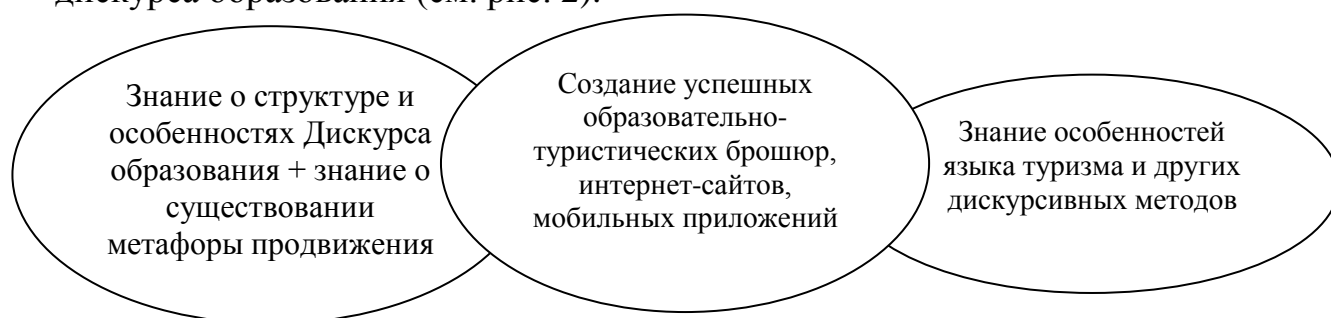 дискурса образования (см. рис. 2).
Знание о структуре и
особенностях Дискурса
образования + знание о
существовании
метафоры продвижения
Создание успешных
образовательно-
туристических брошюр,
интернет-сайтов,
мобильных приложений
Знание особенностей
языка туризма и других
дискурсивных методов